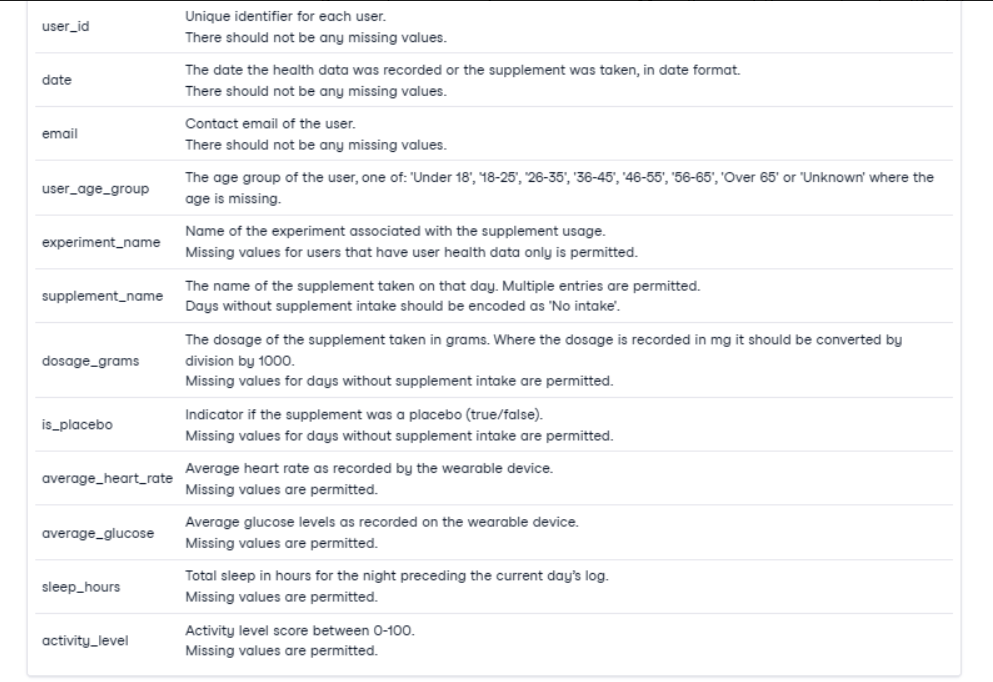 user_id
Unique identifier for each user.
There should not be any missing values.
date
The date the health data was recorded or the supplement was taken, in date format.
There should not be any missing values.
email
Contact email of the user.
There should not be any missing values.
user_age_group
The age group of the user, one of: 'Under 18', '18-25', '26-35', '36-45', '46-55', '56-65', 'Over 65' or 'Unknown' where the
age is missing.
experiment_name
Name of the experiment associated with the supplement usage.
Missing values for users that have user health data only is permitted.
supplement_name
The name of the supplement taken on that day. Multiple entries are permitted.
Days without supplement intake should be encoded as 'No intake'.
dosage_grams
The dosage of the supplement taken in grams. Where the dosage is recorded in mg it should be converted by
division by 1000.
Missing values for days without supplement intake are permitted.
is_placebo
Indicator if the supplement was a placebo (true/false).
Missing values for days without supplement intake are permitted.
average_heart_rate
Average heart rate as recorded by the wearable device.
Missing values are permitted.
average_glucose
Average glucose levels as recorded on the wearable device.
Missing values are permitted.
sleep_hours
Total sleep in hours for the night preceding the current day's log.
Missing values are permitted.
activity_level
Activity level score between 0-100.
Missing values are permitted.